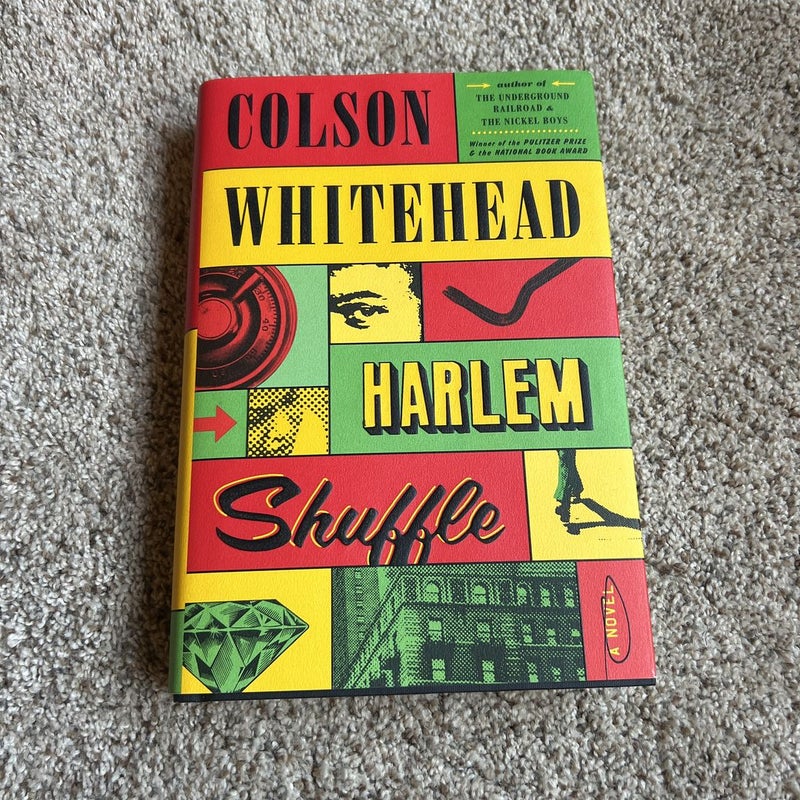 COLSON
author of
THE UNDERGROUND
RAILROAD &
THE NICKEL BOYS
Winner of the PULITZER PRIZE
& the NATIONAL BOOK AWARD
WHITEHEAD
HARLEM
Shuffle
A NOVEL